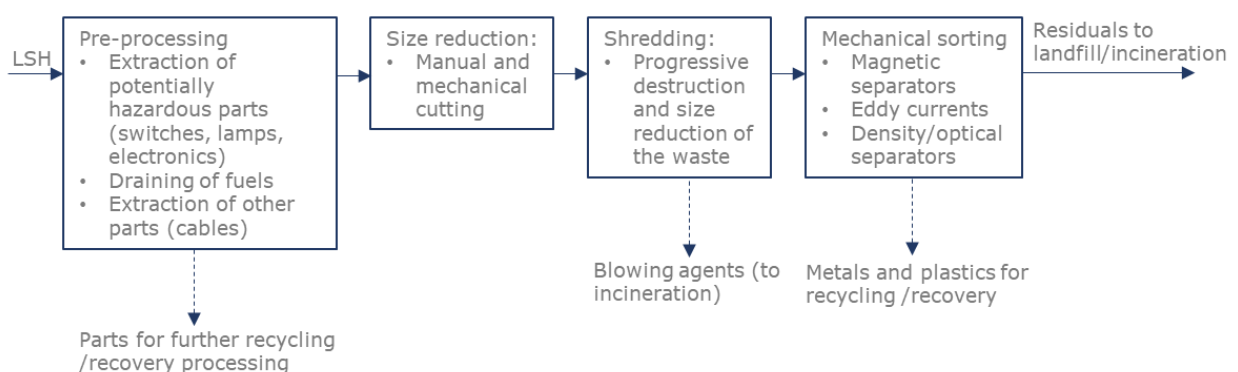 LSH
Pre-processing
• Extraction of
potentially
hazardous parts
(switches, lamps,
electronics)
• Draining of fuels
• Extraction of other
parts (cables)
Size reduction:
• Manual and
mechanical
cutting
Shredding:
• Progressive
destruction
and size
reduction of
the waste
Mechanical sorting
• Magnetic
separators
• Eddy currents
• Density/optical
separators
Residuals to
landfill/incineration
Parts for further recycling
/recovery processing
Blowing agents (to
incineration)
Metals and plastics for
recycling /recovery